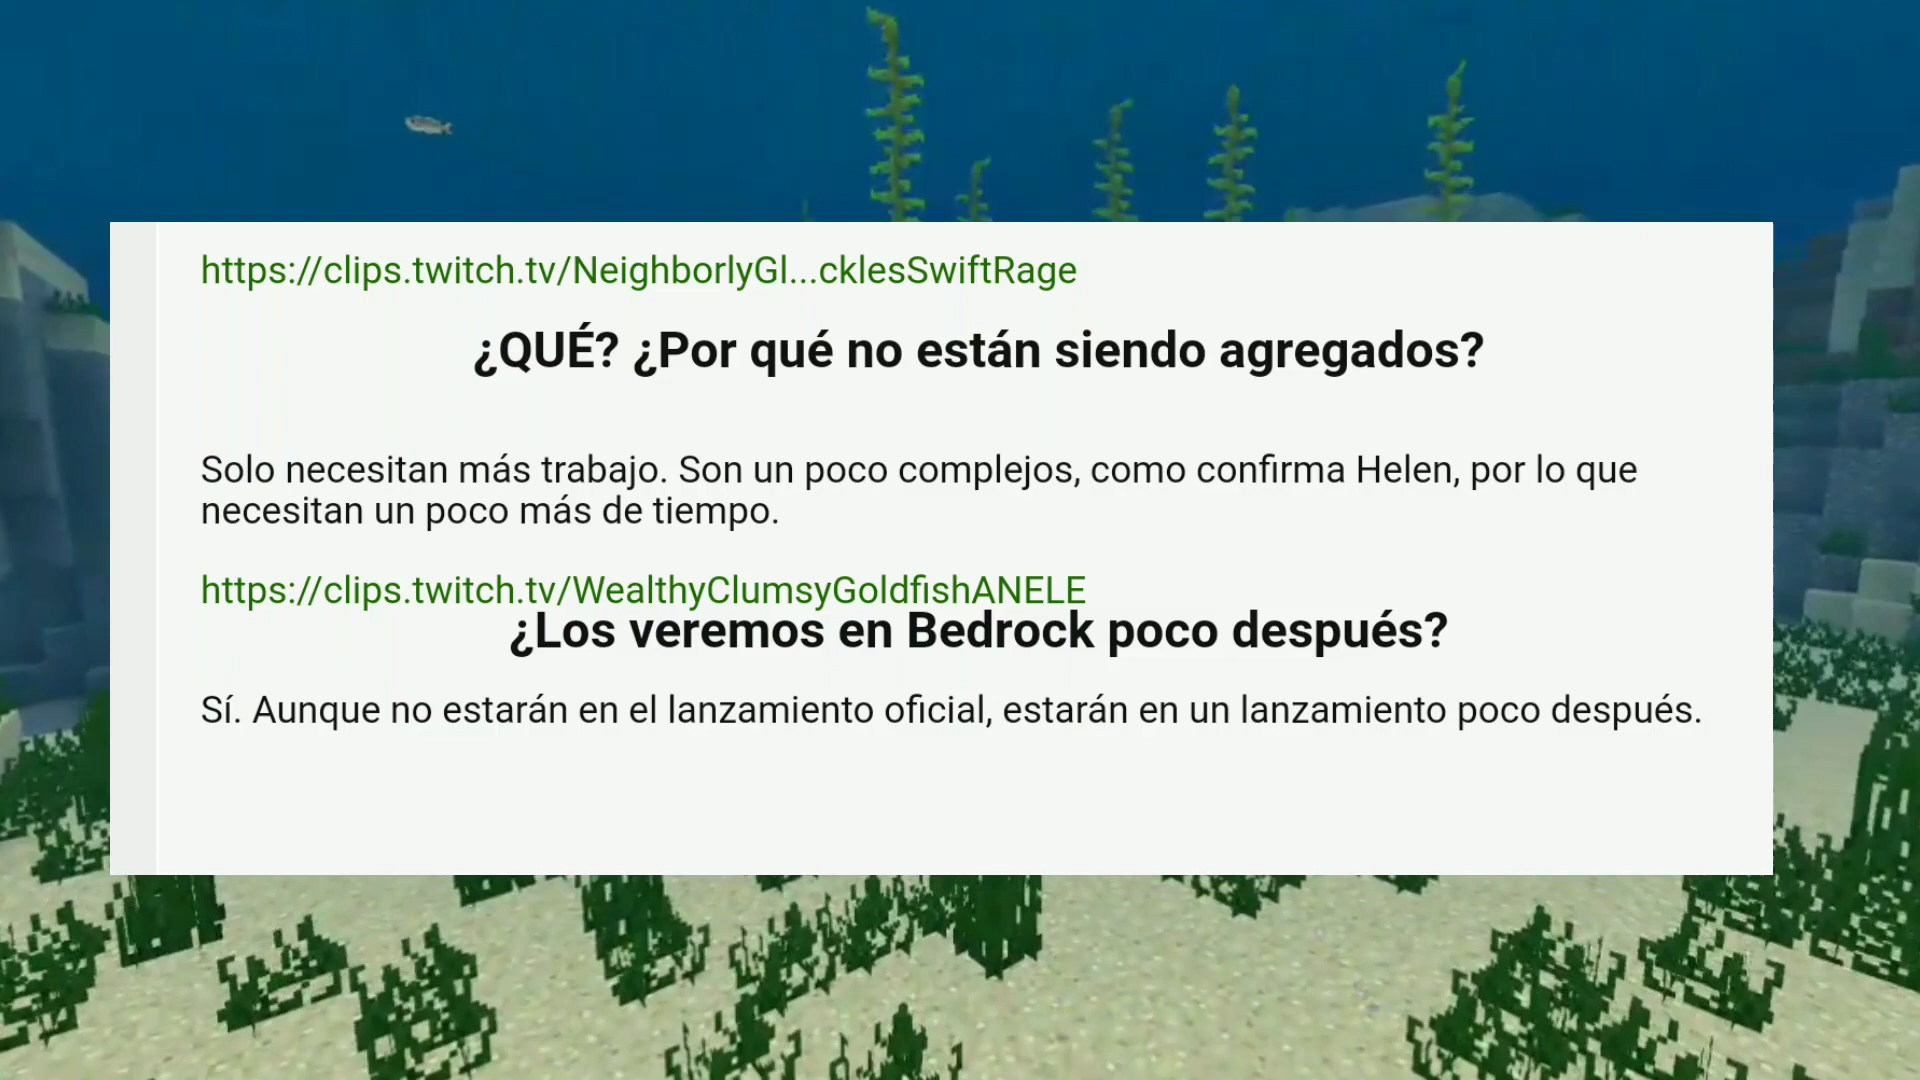 https://clips.twitch.tv/NeighborlyGl...cklesSwiftRage
¿QUÉ? ¿Por qué no están siendo agregados?
Solo necesitan más trabajo. Son un poco complejos, como confirma Helen, por lo que
necesitan un poco más de tiempo.
https://clips.twitch.tv/WealthyClumsyGoldfishANELE
¿Los veremos en Bedrock poco después?
Sí. Aunque no estarán en el lanzamiento oficial, estarán en un lanzamiento poco después.